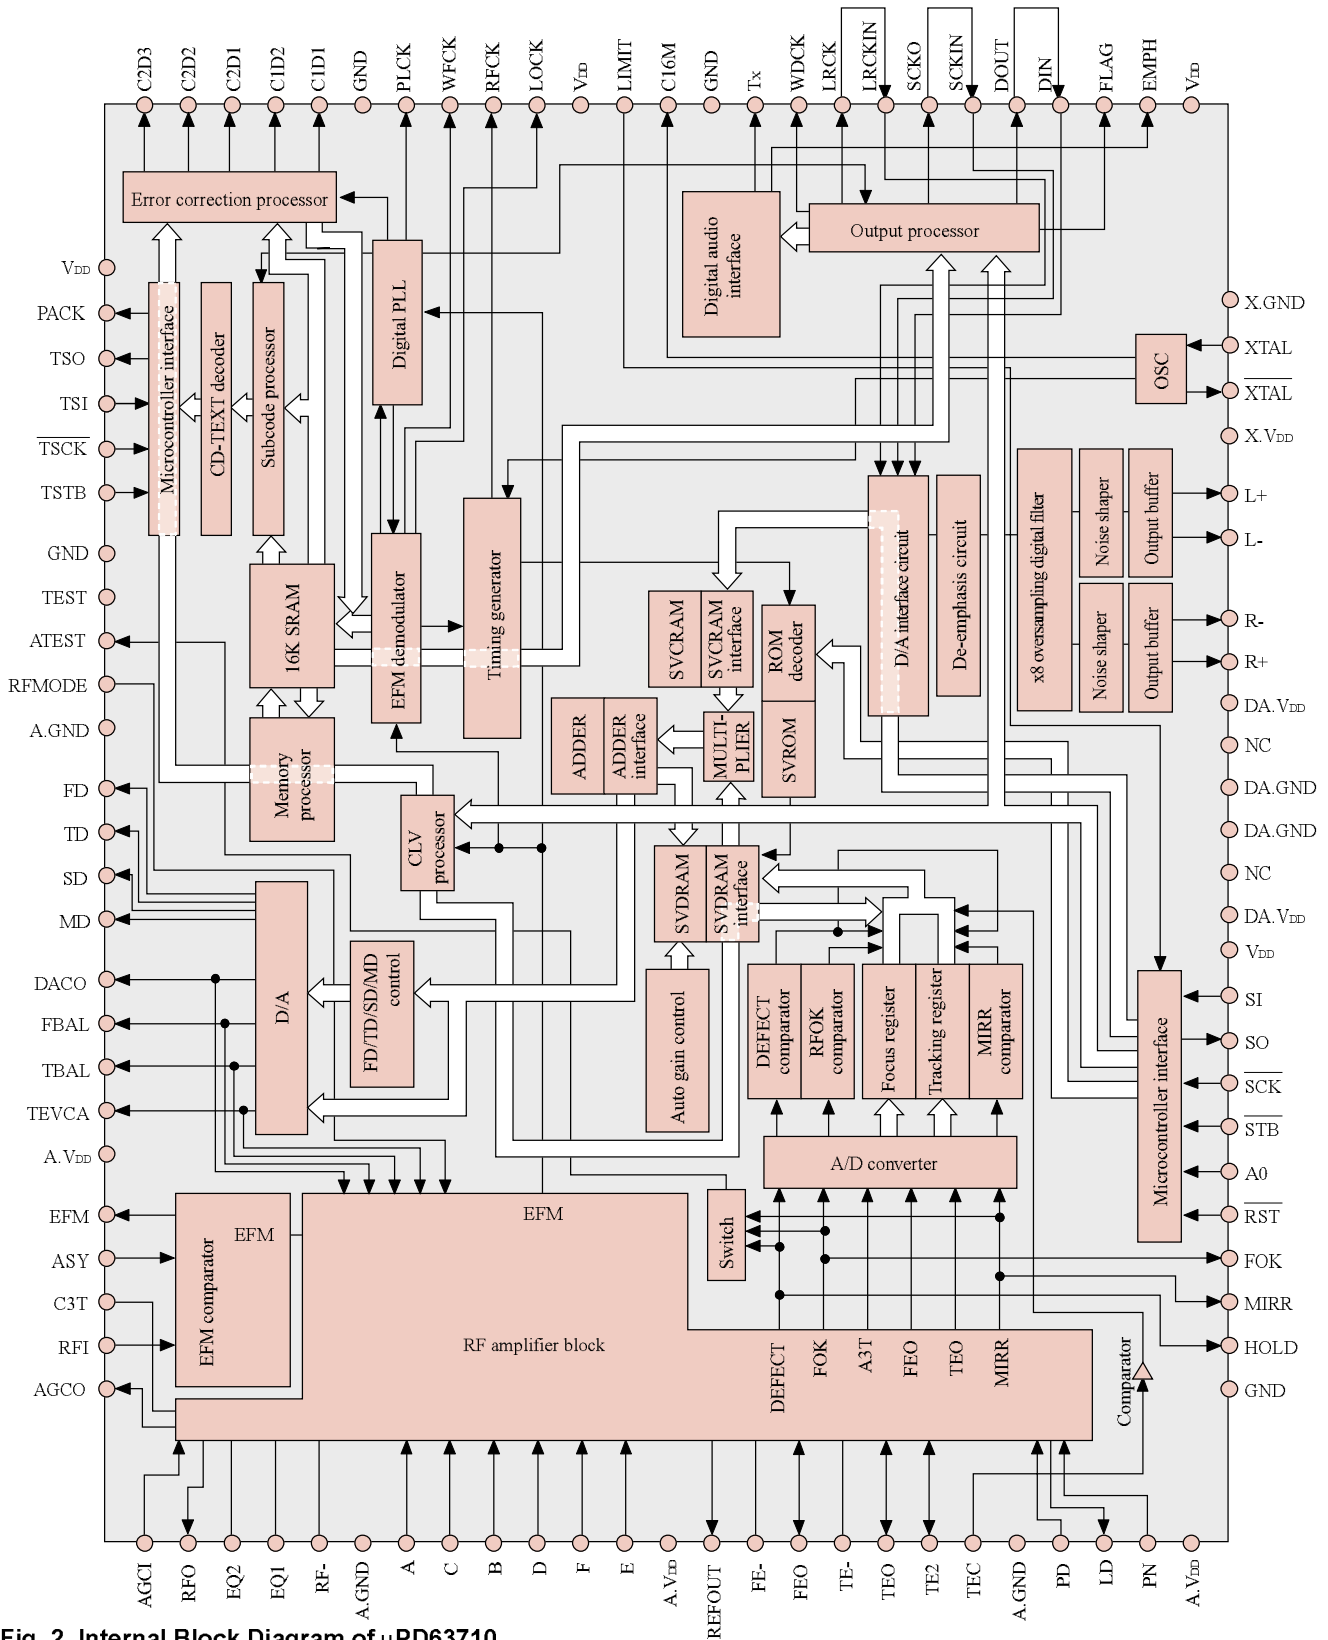 C2D3
C2D2
C2D1
C1D2
C1D1
GND
PLCK
WFCK
RFCK
LOCK
VDD
LIMIT
C16M
GND
Tx
WDCK
LRCK
LRCKIN
SCKO
SCKIN
DOUT
DIN
FLAG
EMPH
VDD
VDD
PACK
TSO
TSI
TSCK
TSTB
GND
TEST
ATEST
RFMODE
A.GND
FD
TD
SD
MD
DACO
FBAL
TBAL
TEVCA
A.VDD
EFM
ASY
C3T
RFI
AGCO
Error correction processor
Microcontroller interface
CD-TEXT decoder
Subcode processor
Digital PLL
Digital audio
interface
Output processor
OSC
16K SRAM
EFM demodulator
Timing generator
Memory
processor
CLV
processor
SVCRAM
SVCRAM
interface
ROM
decoder
ADDER
ADDER
interface
MULTI-
PLIER
SVROM
D/A interface circuit
De-emphasis circuit
x8 oversampling digital filter
Noise shaper
Output buffer
Noise shaper
Output buffer
SVDRAM
SVDRAM
interface
D/A
FD/TD/SD/MD
control
Auto gain control
DEFECT
comparator
RFOK
comparator
Focus register
Tracking register
MIRR
comparator
A/D converter
Switch
Microcontroller interface
EFM comparator
EFM
EFM
RF amplifier block
DEFECT
FOK
A3T
FEO
TEO
MIRR
Comparator
X.GND
XTAL
XTAL
X.VDD
L+
L-
R-
R+
DA.VDD
NC
DA.GND
DA.GND
NC
DA.VDD
VDD
SI
SO
SCK
STB
A0
RST
FOK
MIRR
HOLD
GND
AGCI
RFO
EQ2
EQ1
RF-
A.GND
A
C
B
D
F
E
A.VDD
REFOUT
FE-
FEO
TE-
TEO
TE2
TEC
A.GND
PD
LD
PN
A.VDD
Fig. 2 Internal Block Diagram of μPD63710